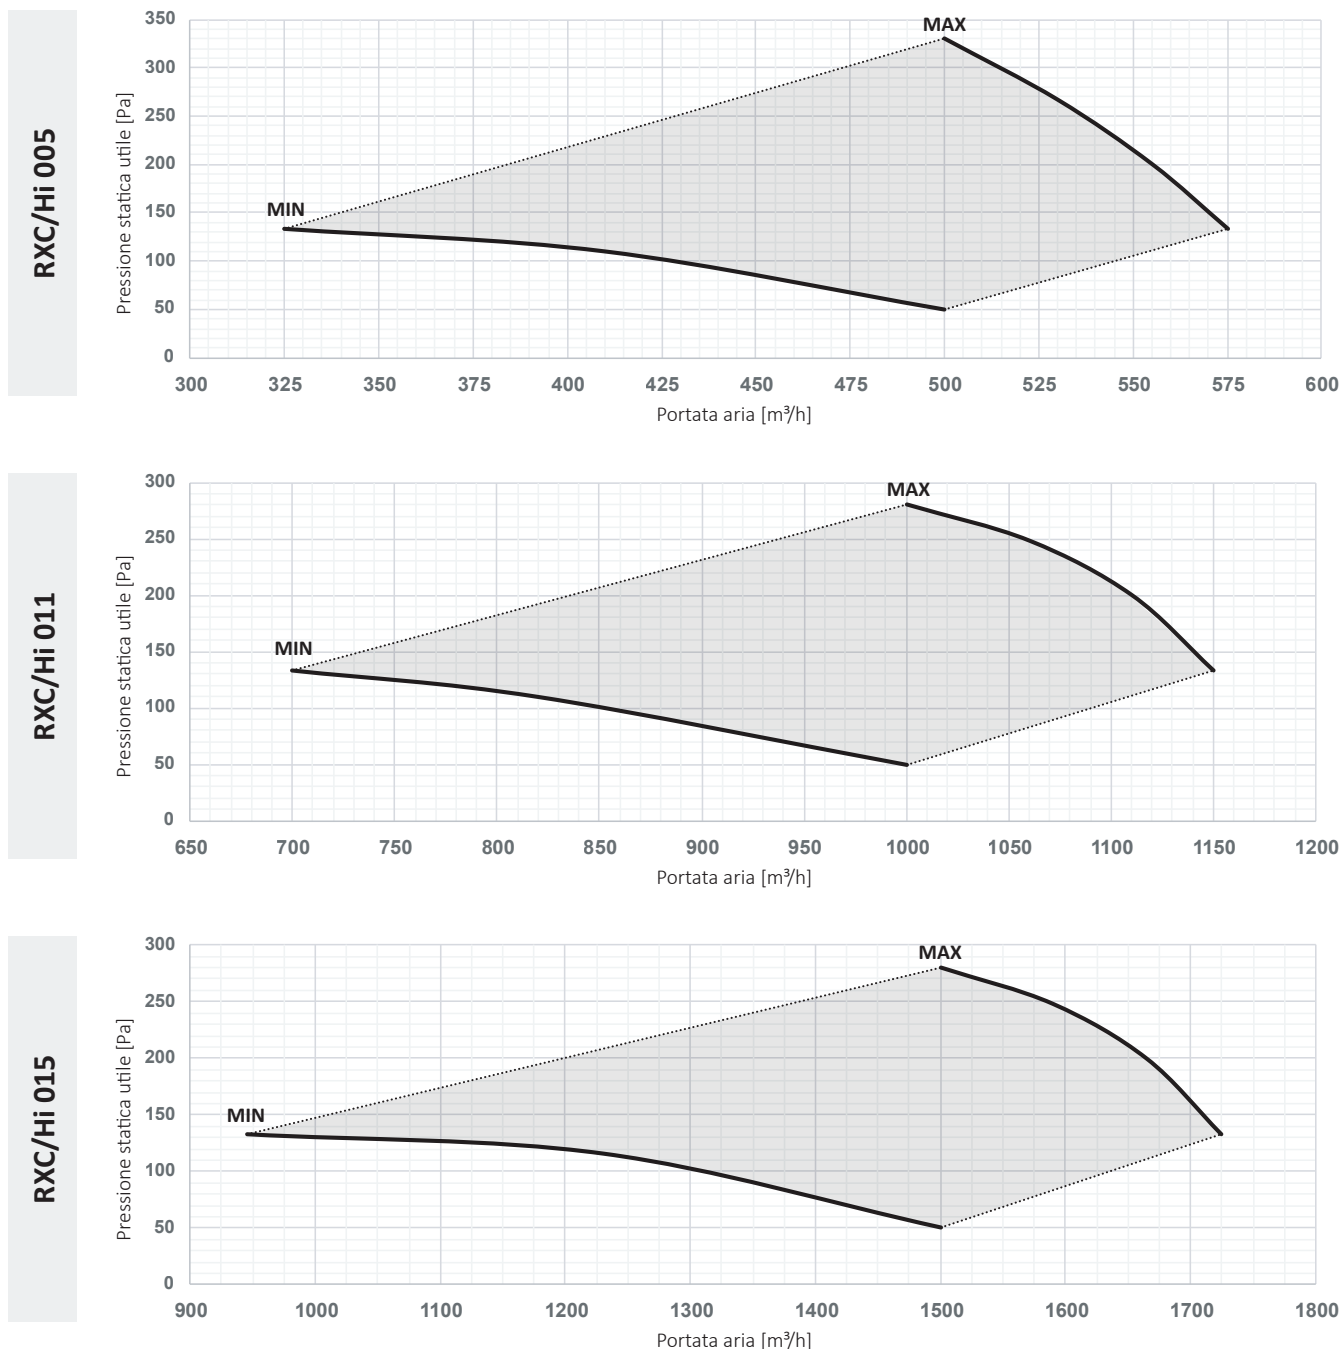 RXC/Hi 005
Pressione statica utile [Pa]
350
300
250
200
150
100
50
0
MAX
MIN
300 325 350 375 400 425 450 475 500 525 550 575 600
Portata aria [m³/h]
RXC/Hi 011
Pressione statica utile [Pa]
300
250
200
150
100
50
0
MAX
MIN
650 700 750 800 850 900 950 1000 1050 1100 1150 1200
Portata aria [m³/h]
RXC/Hi 015
Pressione statica utile [Pa]
300
250
200
150
100
50
0
MAX
MIN
900 1000 1100 1200 1300 1400 1500 1600 1700 1800
Portata aria [m³/h]